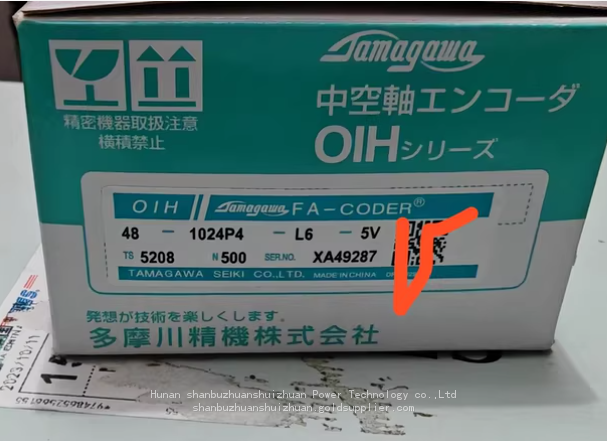 Tamagawa
中空軸エンコーダ
OIHシリーズ
精密機器取扱注意
横積禁止
OIH Tamagawa FA-CODER®
48 - 1024P4 - L6 - 5V
TS 5208 N 500 SER.NO. XA49287
TAMAGAWA SEIKI CO.,LTD. MADE IN CHINA
発想が技術を楽しくします。
多摩川精機株式会社
Hunan shanbuzhuanshuizhuan Power Technology co.,Ltd
shanbuzhuanshuizhuan.goldsupplier.com